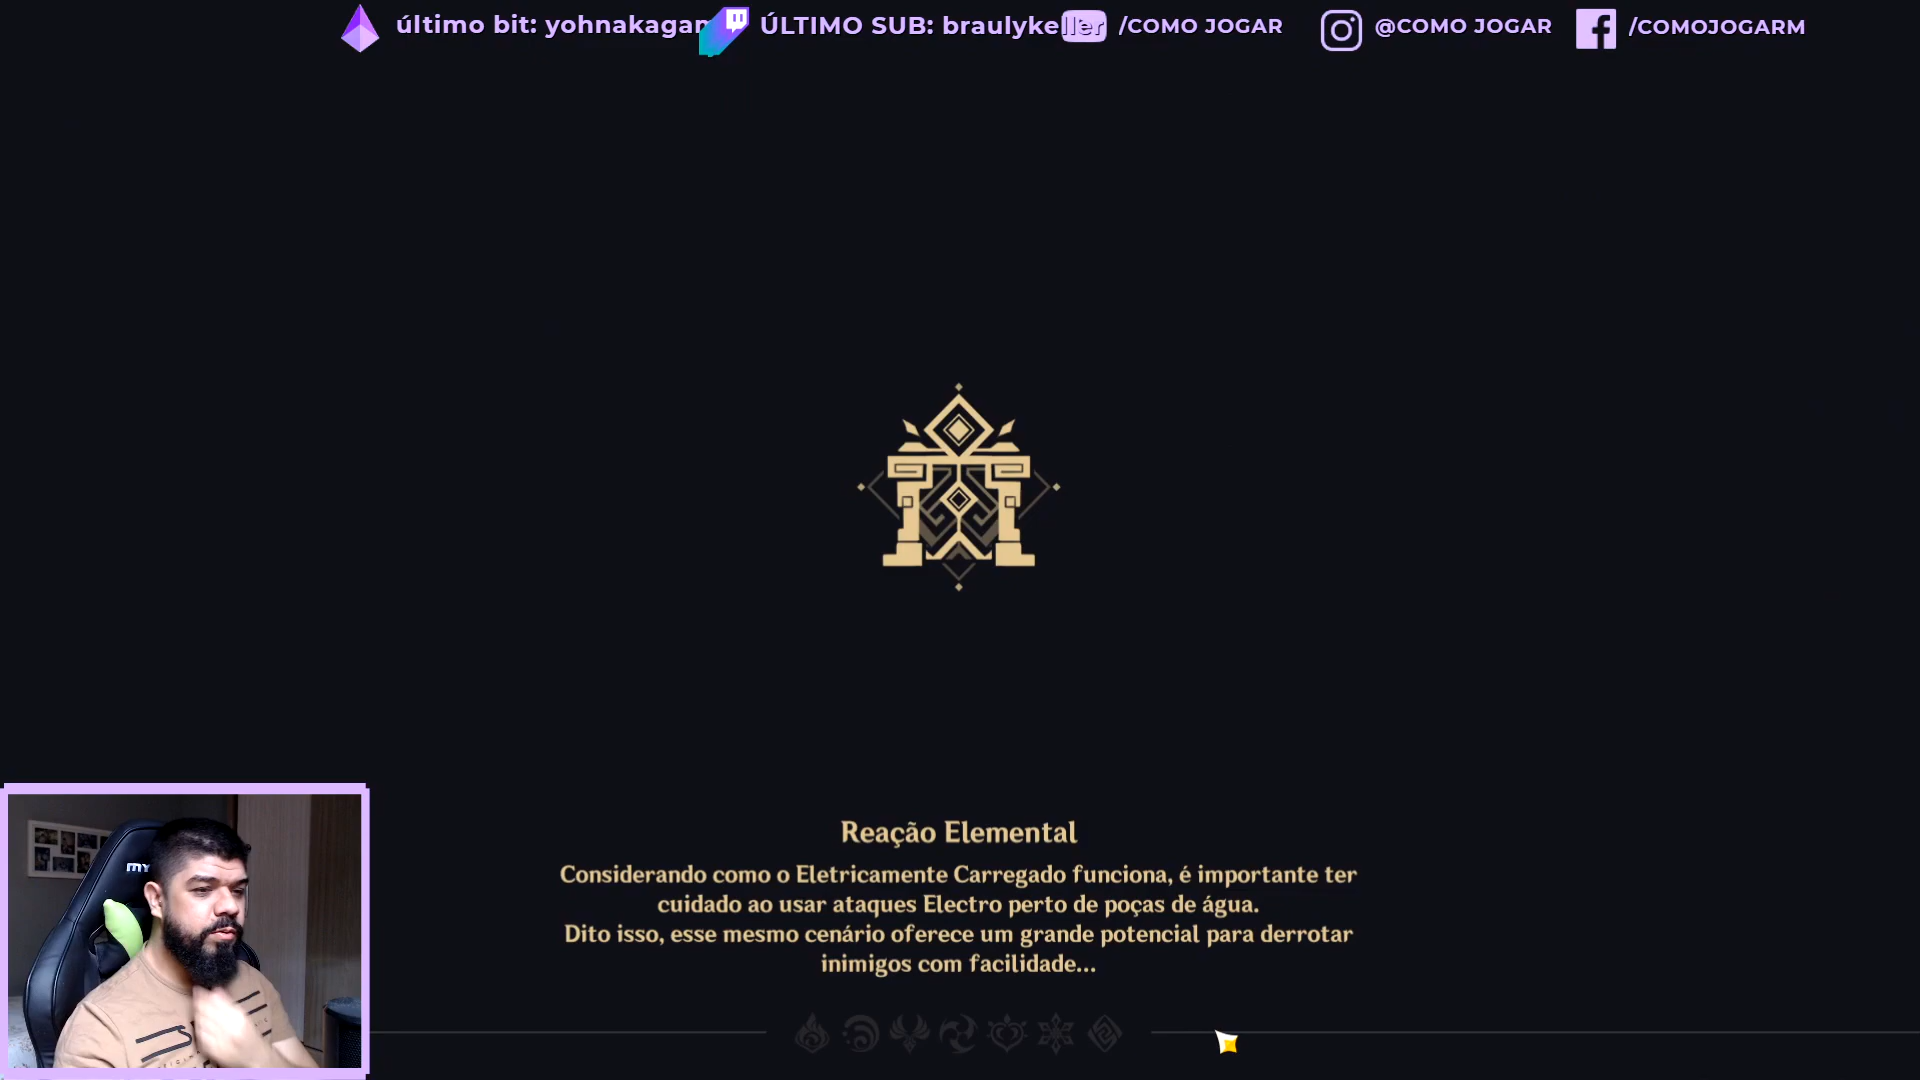 último bit: yohnakagan
ÚLTIMO SUB: braulykeller
/COMO JOGAR
@COMO JOGAR
/COMOJOGARM
MY
Reação Elemental
Considerando como o Eletricamente Carregado funciona, é importante ter
cuidado ao usar ataques Electro perto de poças de água.
Dito isso, esse mesmo cenário oferece um grande potencial para derrotar
inimigos com facilidade...